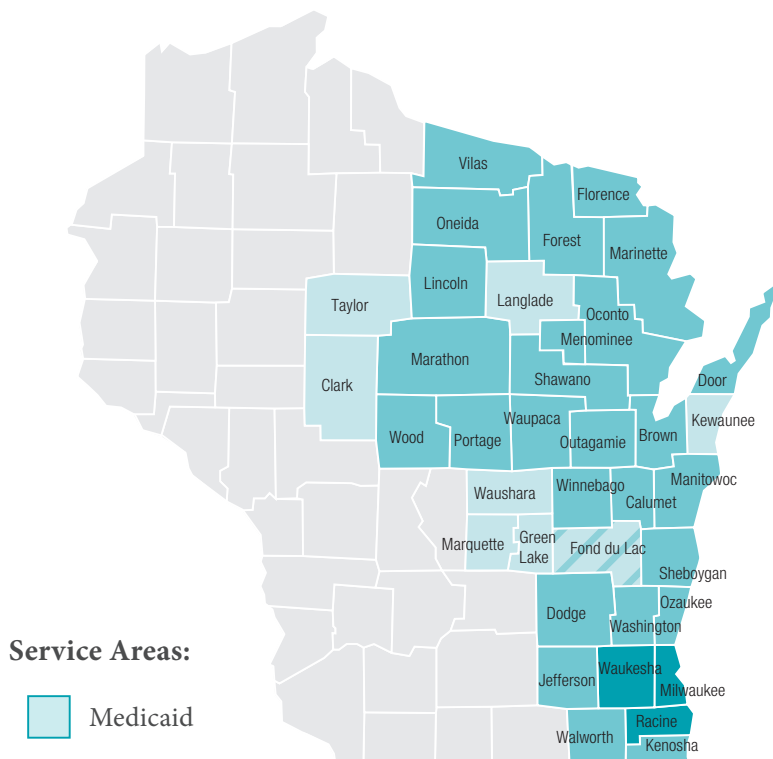 Vilas
Florence
Oneida
Forest
Marinette
Lincoln
Langlade
Taylor
Oconto
Menominee
Marathon
Shawano
Clark
Door
Waupaca
Kewaunee
Wood
Portage
Outagamie
Brown
Winnebago
Manitowoc
Waushara
Calumet
Marquette
Green
Lake
Fond du Lac
Sheboygan
Ozaukee
Dodge
Washington
Service Areas:
Waukesha
Jefferson
Milwaukee
Medicaid
Racine
Walworth
Kenosha